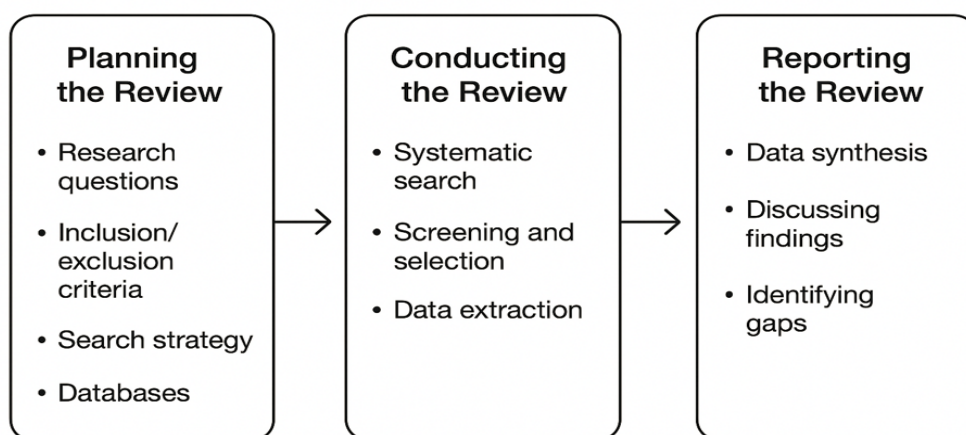 Planning
the Review
• Research
questions
• Inclusion/
exclusion
criteria
• Search strategy
• Databases
Conducting
the Review
• Systematic
search
• Screening and
selection
• Data extraction
Reporting
the Review
• Data synthesis
• Discussing
findings
• Identifying
gaps